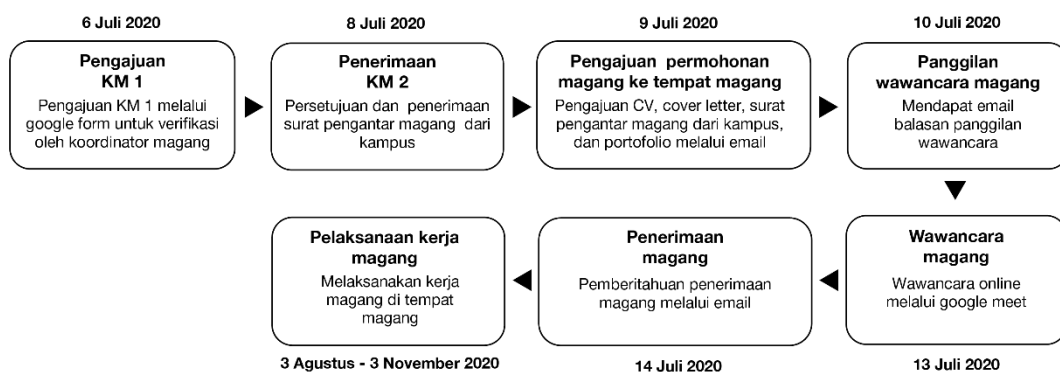 6 Juli 2020
Pengajuan
KM 1
Pengajuan KM 1 melalui
google form untuk verifikasi
oleh koordinator magang
8 Juli 2020
Penerimaan
KM 2
Persetujuan dan penerimaan
surat pengantar magang dari
kampus
9 Juli 2020
Pengajuan permohonan
magang ke tempat magang
Pengajuan CV, cover letter, surat
pengantar magang dari kampus,
dan portofolio melalui email
10 Juli 2020
Panggilan
wawancara magang
Mendapat email
balasan panggilan
wawancara
Wawancara
magang
Wawancara online
melalui google meet
13 Juli 2020
Penerimaan
magang
Pemberitahuan penerimaan
magang melalui email
14 Juli 2020
Pelaksanaan kerja
magang
Melaksanakan kerja
magang di tempat
magang
3 Agustus - 3 November 2020